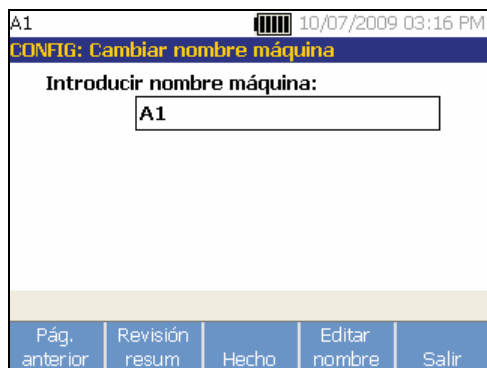 A1 10/07/2009 03:16 PM
CONFIG: Cambiar nombre máquina
Introducir nombre máquina:
A1
Pág. anterior
Revisión resum
Hecho
Editar nombre
Salir